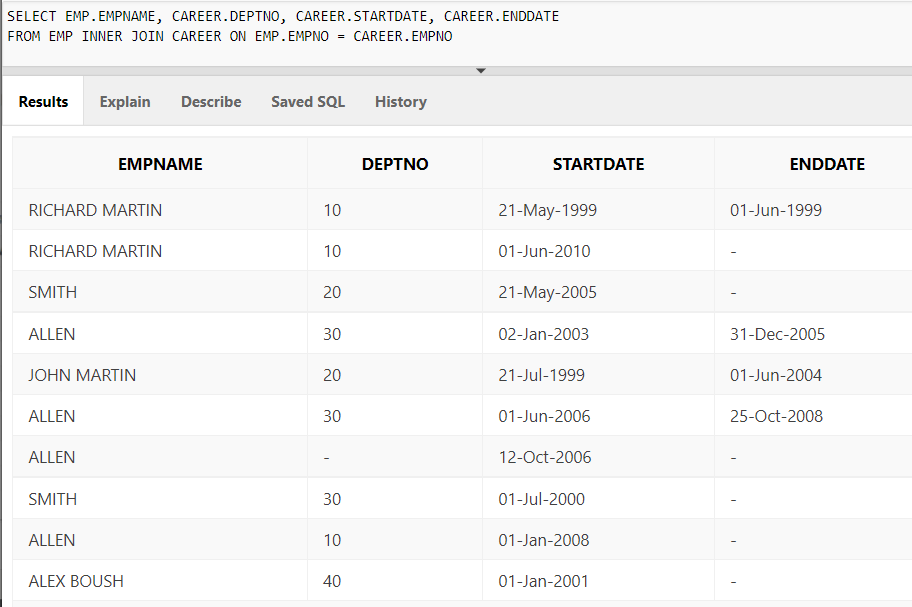 SELECT EMP.EMPNAME, CAREER.DEPTNO, CAREER.STARTDATE, CAREER.ENDDATE
FROM EMP INNER JOIN CAREER ON EMP.EMPNO = CAREER.EMPNO
Results Explain Describe Saved SQL History
EMPNAME DEPTNO STARTDATE ENDDATE
RICHARD MARTIN 10 21-May-1999 01-Jun-1999
RICHARD MARTIN 10 01-Jun-2010 -
SMITH 20 21-May-2005 -
ALLEN 30 02-Jan-2003 31-Dec-2005
JOHN MARTIN 20 21-Jul-1999 01-Jun-2004
ALLEN 30 01-Jun-2006 25-Oct-2008
ALLEN - 12-Oct-2006 -
SMITH 30 01-Jul-2000 -
ALLEN 10 01-Jan-2008 -
ALEX BOUSH 40 01-Jan-2001 -